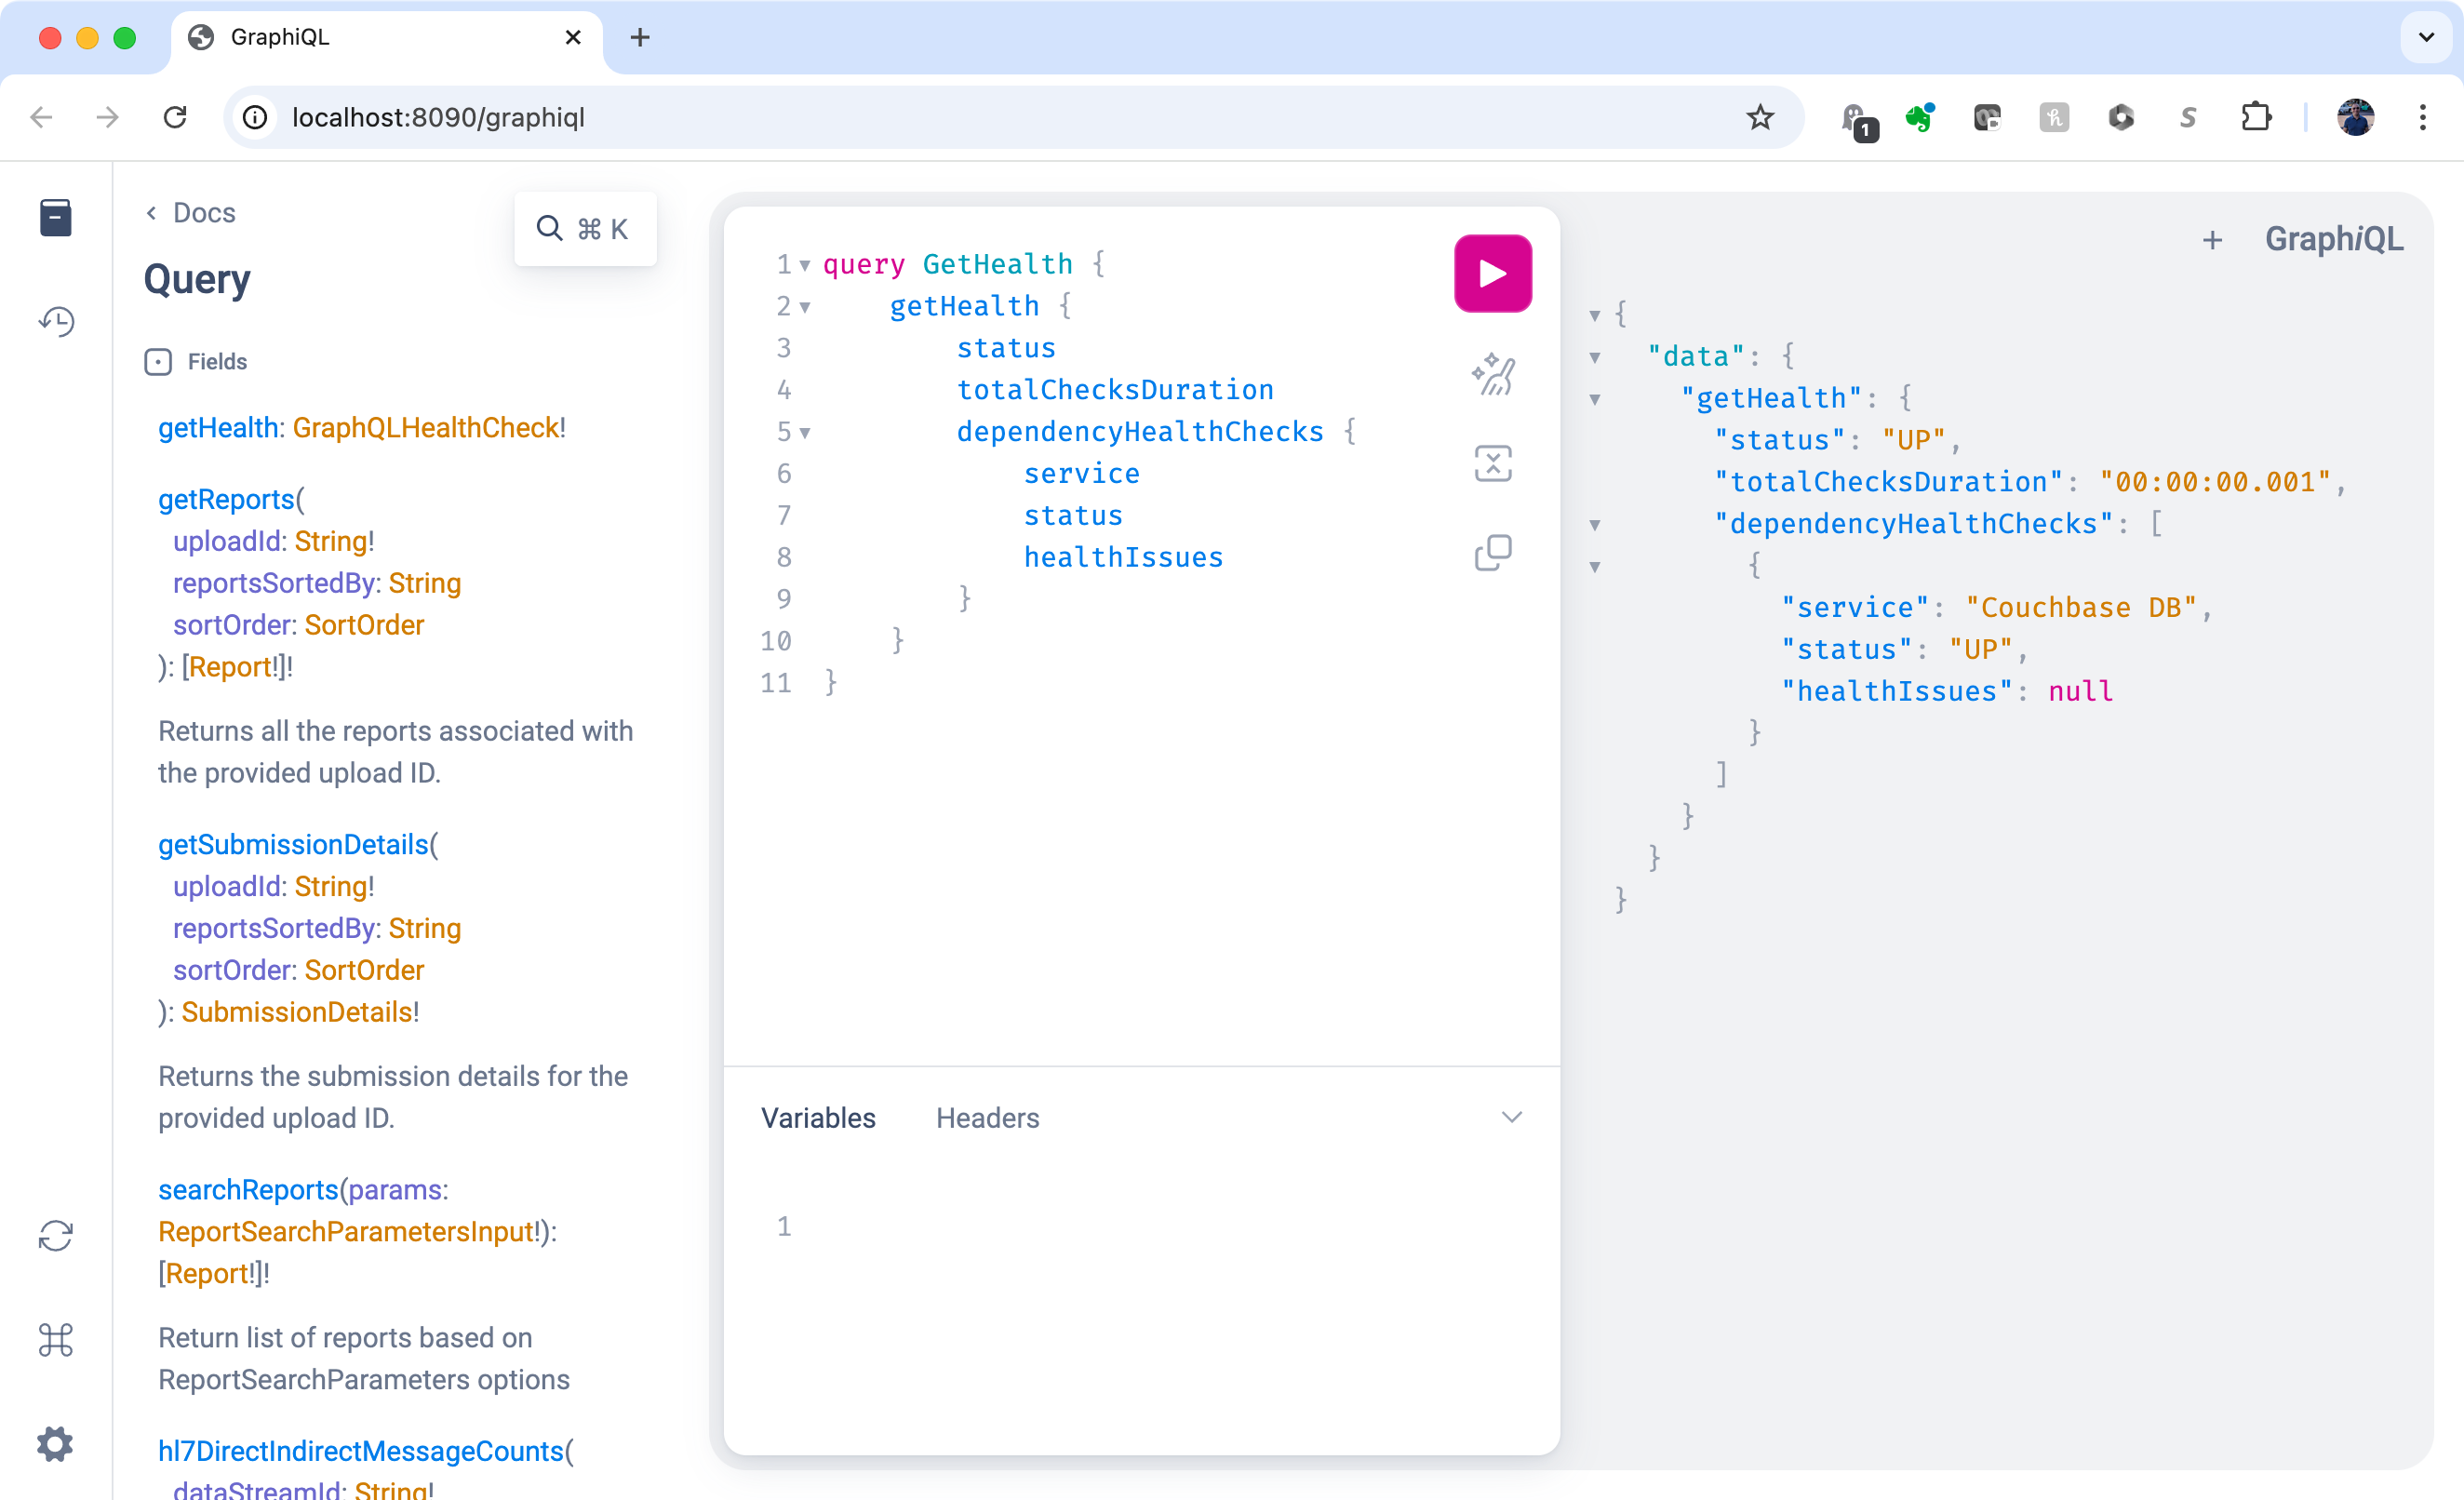 GraphiQL
localhost:8090/graphiql
1
Docs
⌘ K
Query
Fields
getHealth: GraphQLHealthCheck!
getReports(
uploadId: String!
reportsSortedBy: String
sortOrder: SortOrder
): [Report!]!
Returns all the reports associated with
the provided upload ID.
getSubmissionDetails(
uploadId: String!
reportsSortedBy: String
sortOrder: SortOrder
): SubmissionDetails!
Returns the submission details for the
provided upload ID.
searchReports(params:
ReportSearchParametersInput!):
[Report!]!
Return list of reports based on
ReportSearchParameters options
hl7DirectIndirectMessageCounts(
dataStreamId: String!
1 query GetHealth {
2     getHealth {
3         status
4         totalChecksDuration
5         dependencyHealthChecks {
6             service
7             status
8             healthIssues
9         }
10     }
11 }
Variables Headers
1
+ GraphiQL
{
  "data": {
    "getHealth": {
      "status": "UP",
      "totalChecksDuration": "00:00:00.001",
      "dependencyHealthChecks": [
        {
          "service": "Couchbase DB",
          "status": "UP",
          "healthIssues": null
        }
      ]
    }
  }
}